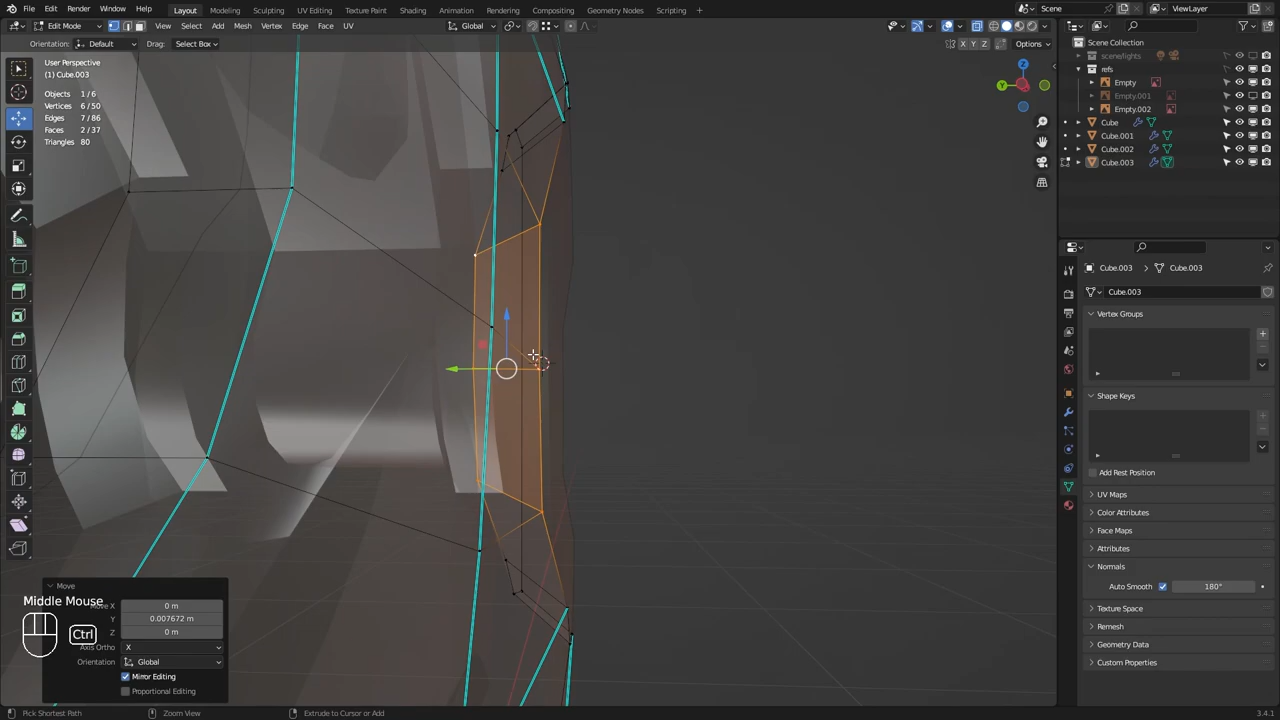 File Edit Render Window Help Layout Modeling Sculpting UV Editing Texture Paint Shading Animation Rendering Compositing Geometry Nodes Scripting Scene ViewLayer
Edit Mode View Select Add Mesh Vertex Edge Face UV Global
Orientation: Default Drag: Select Box X Y Z Options
User Perspective
(1) Cube.003
Objects 1/6
Vertices 6/50
Edges 7/86
Faces 2/37
Triangles 80
Z
Y
Scene Collection
scene/lights
refs
Empty
Empty.001
Empty.002
Cube
Cube.001
Cube.002
Cube.003
Cube.003 Cube.003
Cube.003
Vertex Groups
Shape Keys
Add Rest Position
UV Maps
Color Attributes
Face Maps
Attributes
Normals
Auto Smooth 180°
Texture Space
Remesh
Geometry Data
Custom Properties
Move
Middle Mouse
Ctrl
Move X 0 m
Y 0.007672 m
Z 0 m
Axis Ortho X
Orientation Global
Mirror Editing
Proportional Editing
Pick Shortest Path Zoom View Extrude to Cursor or Add 3.4.1